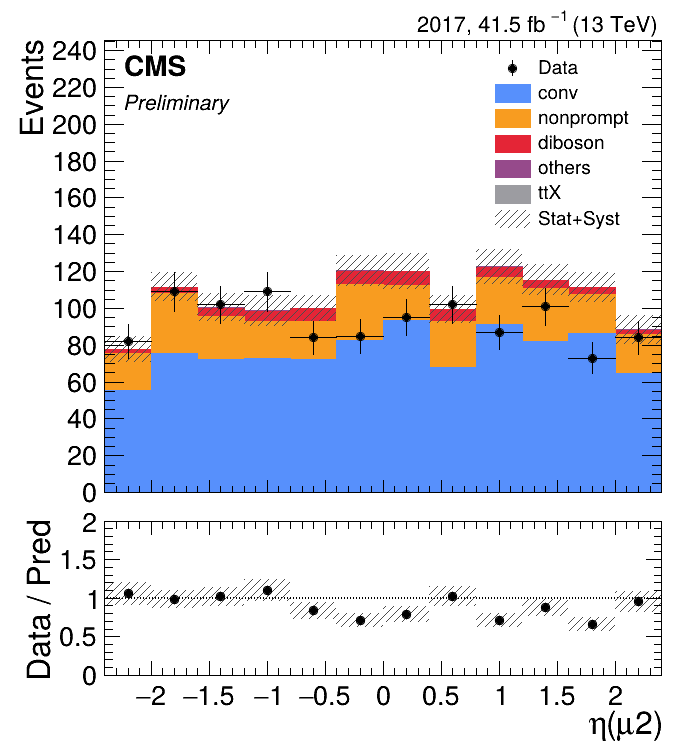 2017, 41.5 fb⁻¹ (13 TeV)
Events
240
220
200
180
160
140
120
100
80
60
40
20
0
CMS
Preliminary
Data
conv
nonprompt
diboson
others
ttX
Stat+Syst
Data / Pred
2
1.5
1
0.5
0
−2 −1.5 −1 −0.5 0 0.5 1 1.5 2
η(μ2)